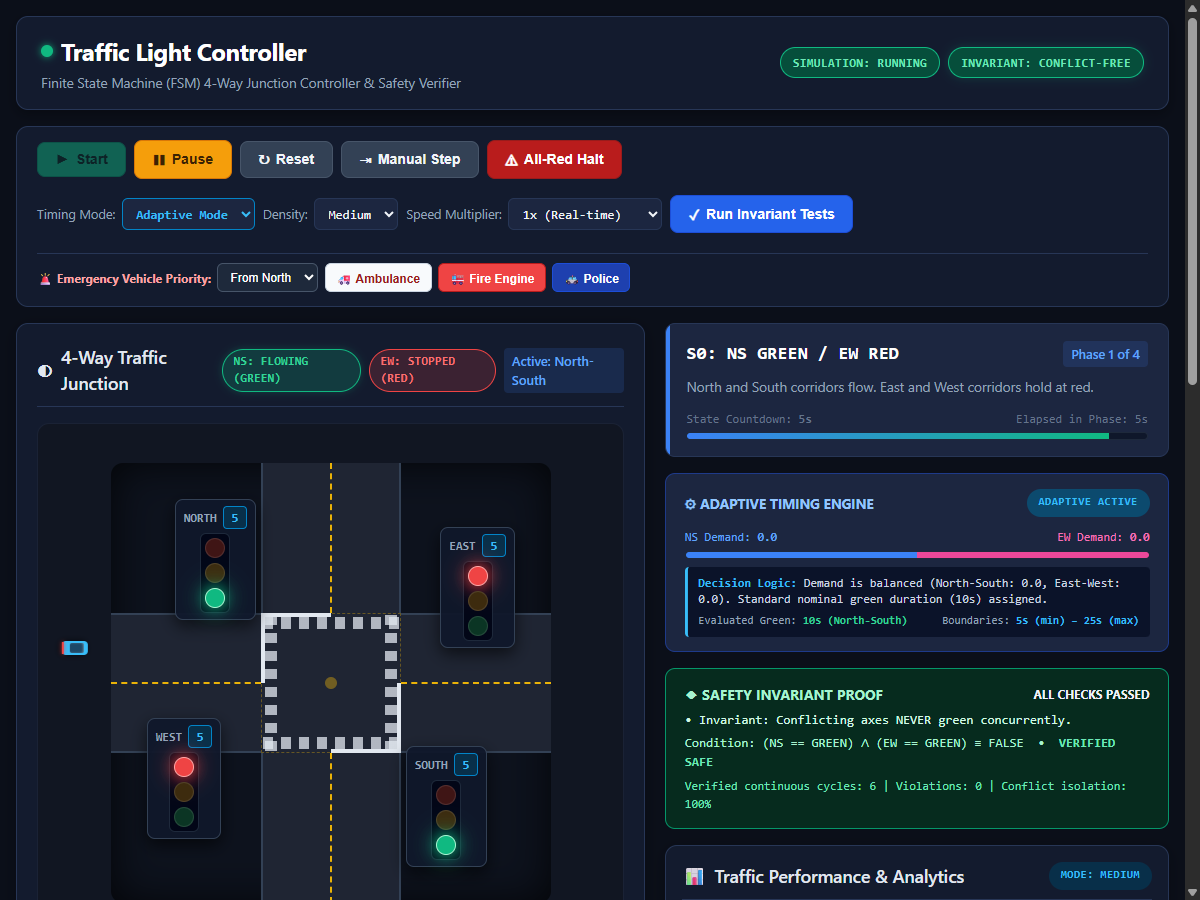 Traffic Light Controller
Finite State Machine (FSM) 4-Way Junction Controller & Safety Verifier
SIMULATION: RUNNING
INVARIANT: CONFLICT-FREE
Start
Pause
Reset
Manual Step
All-Red Halt
Timing Mode: Adaptive Mode
Density: Medium
Speed Multiplier: 1x (Real-time)
Run Invariant Tests
Emergency Vehicle Priority: From North
Ambulance
Fire Engine
Police
4-Way Traffic
Junction
NS: FLOWING
(GREEN)
EW: STOPPED
(RED)
Active: North-
South
NORTH 5
EAST 5
WEST 5
SOUTH 5
S0: NS GREEN / EW RED
Phase 1 of 4
North and South corridors flow. East and West corridors hold at red.
State Countdown: 5s
Elapsed in Phase: 5s
ADAPTIVE TIMING ENGINE
ADAPTIVE ACTIVE
NS Demand: 0.0
EW Demand: 0.0
Decision Logic: Demand is balanced (North-South: 0.0, East-West:
0.0). Standard nominal green duration (10s) assigned.
Evaluated Green: 10s (North-South)
Boundaries: 5s (min) – 25s (max)
SAFETY INVARIANT PROOF
ALL CHECKS PASSED
• Invariant: Conflicting axes NEVER green concurrently.
Condition: (NS == GREEN) ∧ (EW == GREEN) ≡ FALSE • VERIFIED
SAFE
Verified continuous cycles: 6 | Violations: 0 | Conflict isolation:
100%
Traffic Performance & Analytics
MODE: MEDIUM